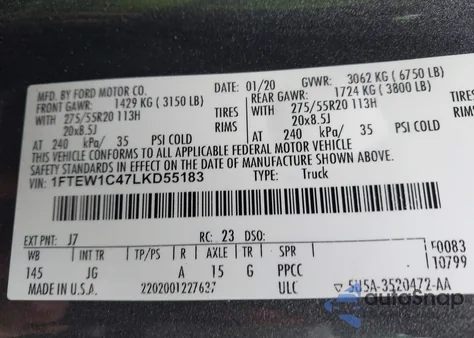 MFD. BY FORD MOTOR CO.
DATE: 01/20 GVWR: 3062 KG ( 6750 LB)
FRONT GAWR: 1429 KG ( 3150 LB) REAR GAWR: 1724 KG ( 3800 LB)
WITH 275/55R20 113H TIRES WITH 275/55R20 113H TIRES
20x8.5J RIMS 20x8.5J RIMS
AT 240 kPa/ 35 PSI COLD AT 240 kPa/ 35 PSI COLD
THIS VEHICLE CONFORMS TO ALL APPLICABLE FEDERAL MOTOR VEHICLE
SAFETY STANDARDS IN EFFECT ON THE DATE OF MANUFACTURE SHOWN ABOVE.
VIN: 1FTEW1C47LKD55183 TYPE: Truck
EXT PNT: J7 RC: 23 DSO:
WB INT TR TP/PS R AXLE TR SPR
145 JG A 15 G PPCC
F0083
10799
MADE IN U.S.A. 2202001227637 ULC ▽ 5U5A-3520472-AA
autoSnap